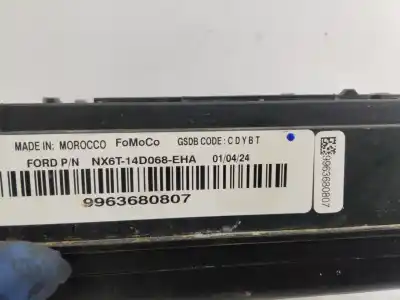 MADE IN: MOROCCO FoMoCo GSDB CODE: CDYBT
FORD P/N NX6T-14D068-EHA 01/04/24
9963680807
9963680807